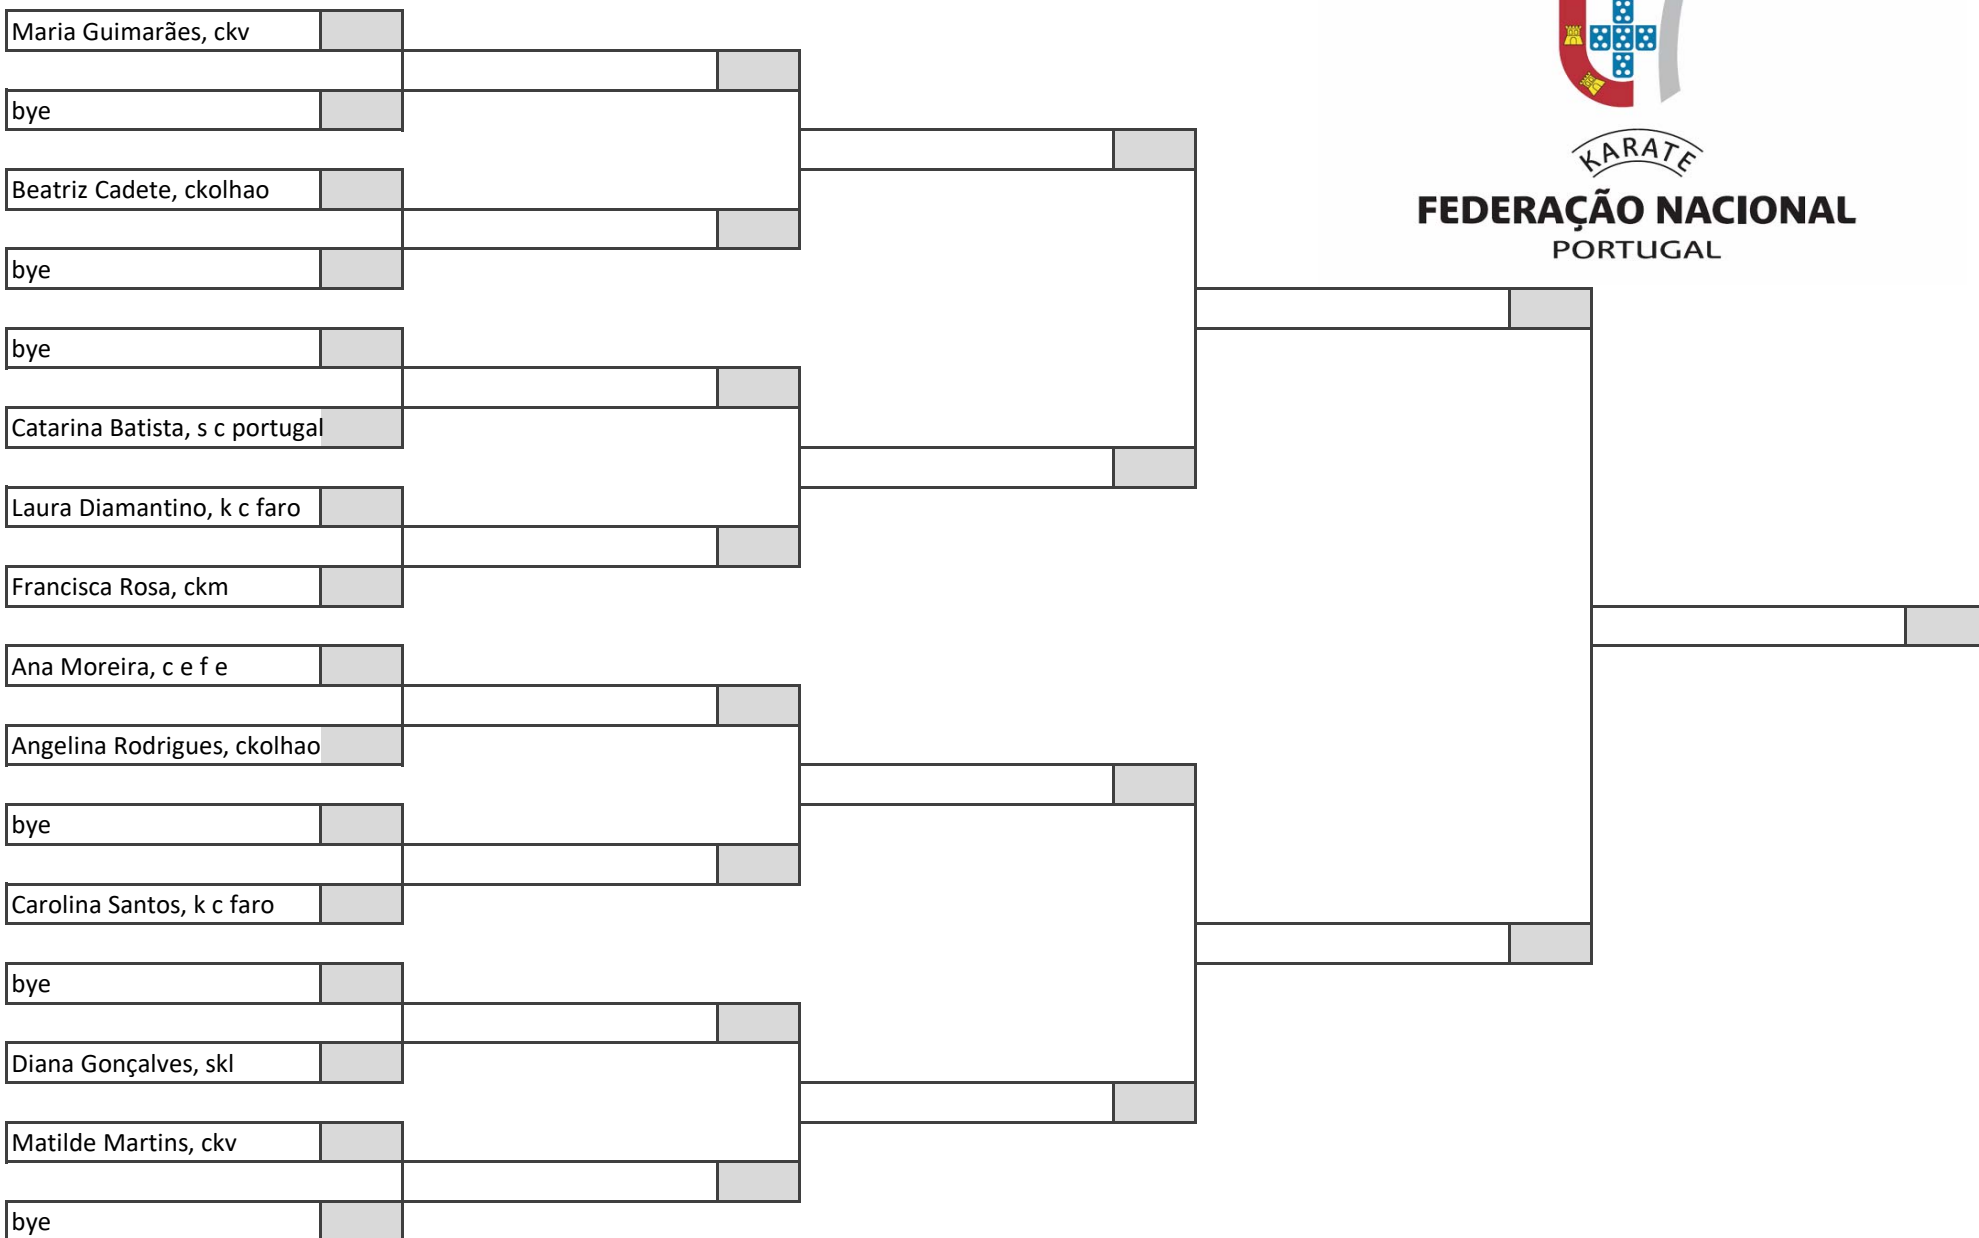 Maria Guimarães, ckv
bye
Beatriz Cadete, ckolhao
bye
bye
Catarina Batista, s c portugal
Laura Diamantino, k c faro
Francisca Rosa, ckm
Ana Moreira, c e f e
Angelina Rodrigues, ckolhao
bye
Carolina Santos, k c faro
bye
Diana Gonçalves, skl
Matilde Martins, ckv
bye
KARATE
FEDERAÇÃO NACIONAL
PORTUGAL